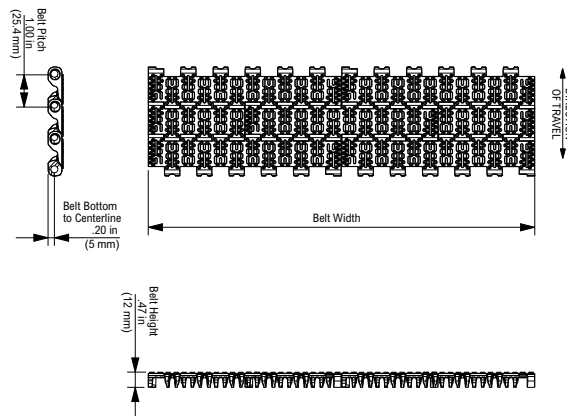 Belt Pitch
1.00 in
(25.4 mm)
OF TRAVEL
Belt Bottom
to Centerline
.20 in
(5 mm)
Belt Width
Belt Height
.47 in
(12 mm)